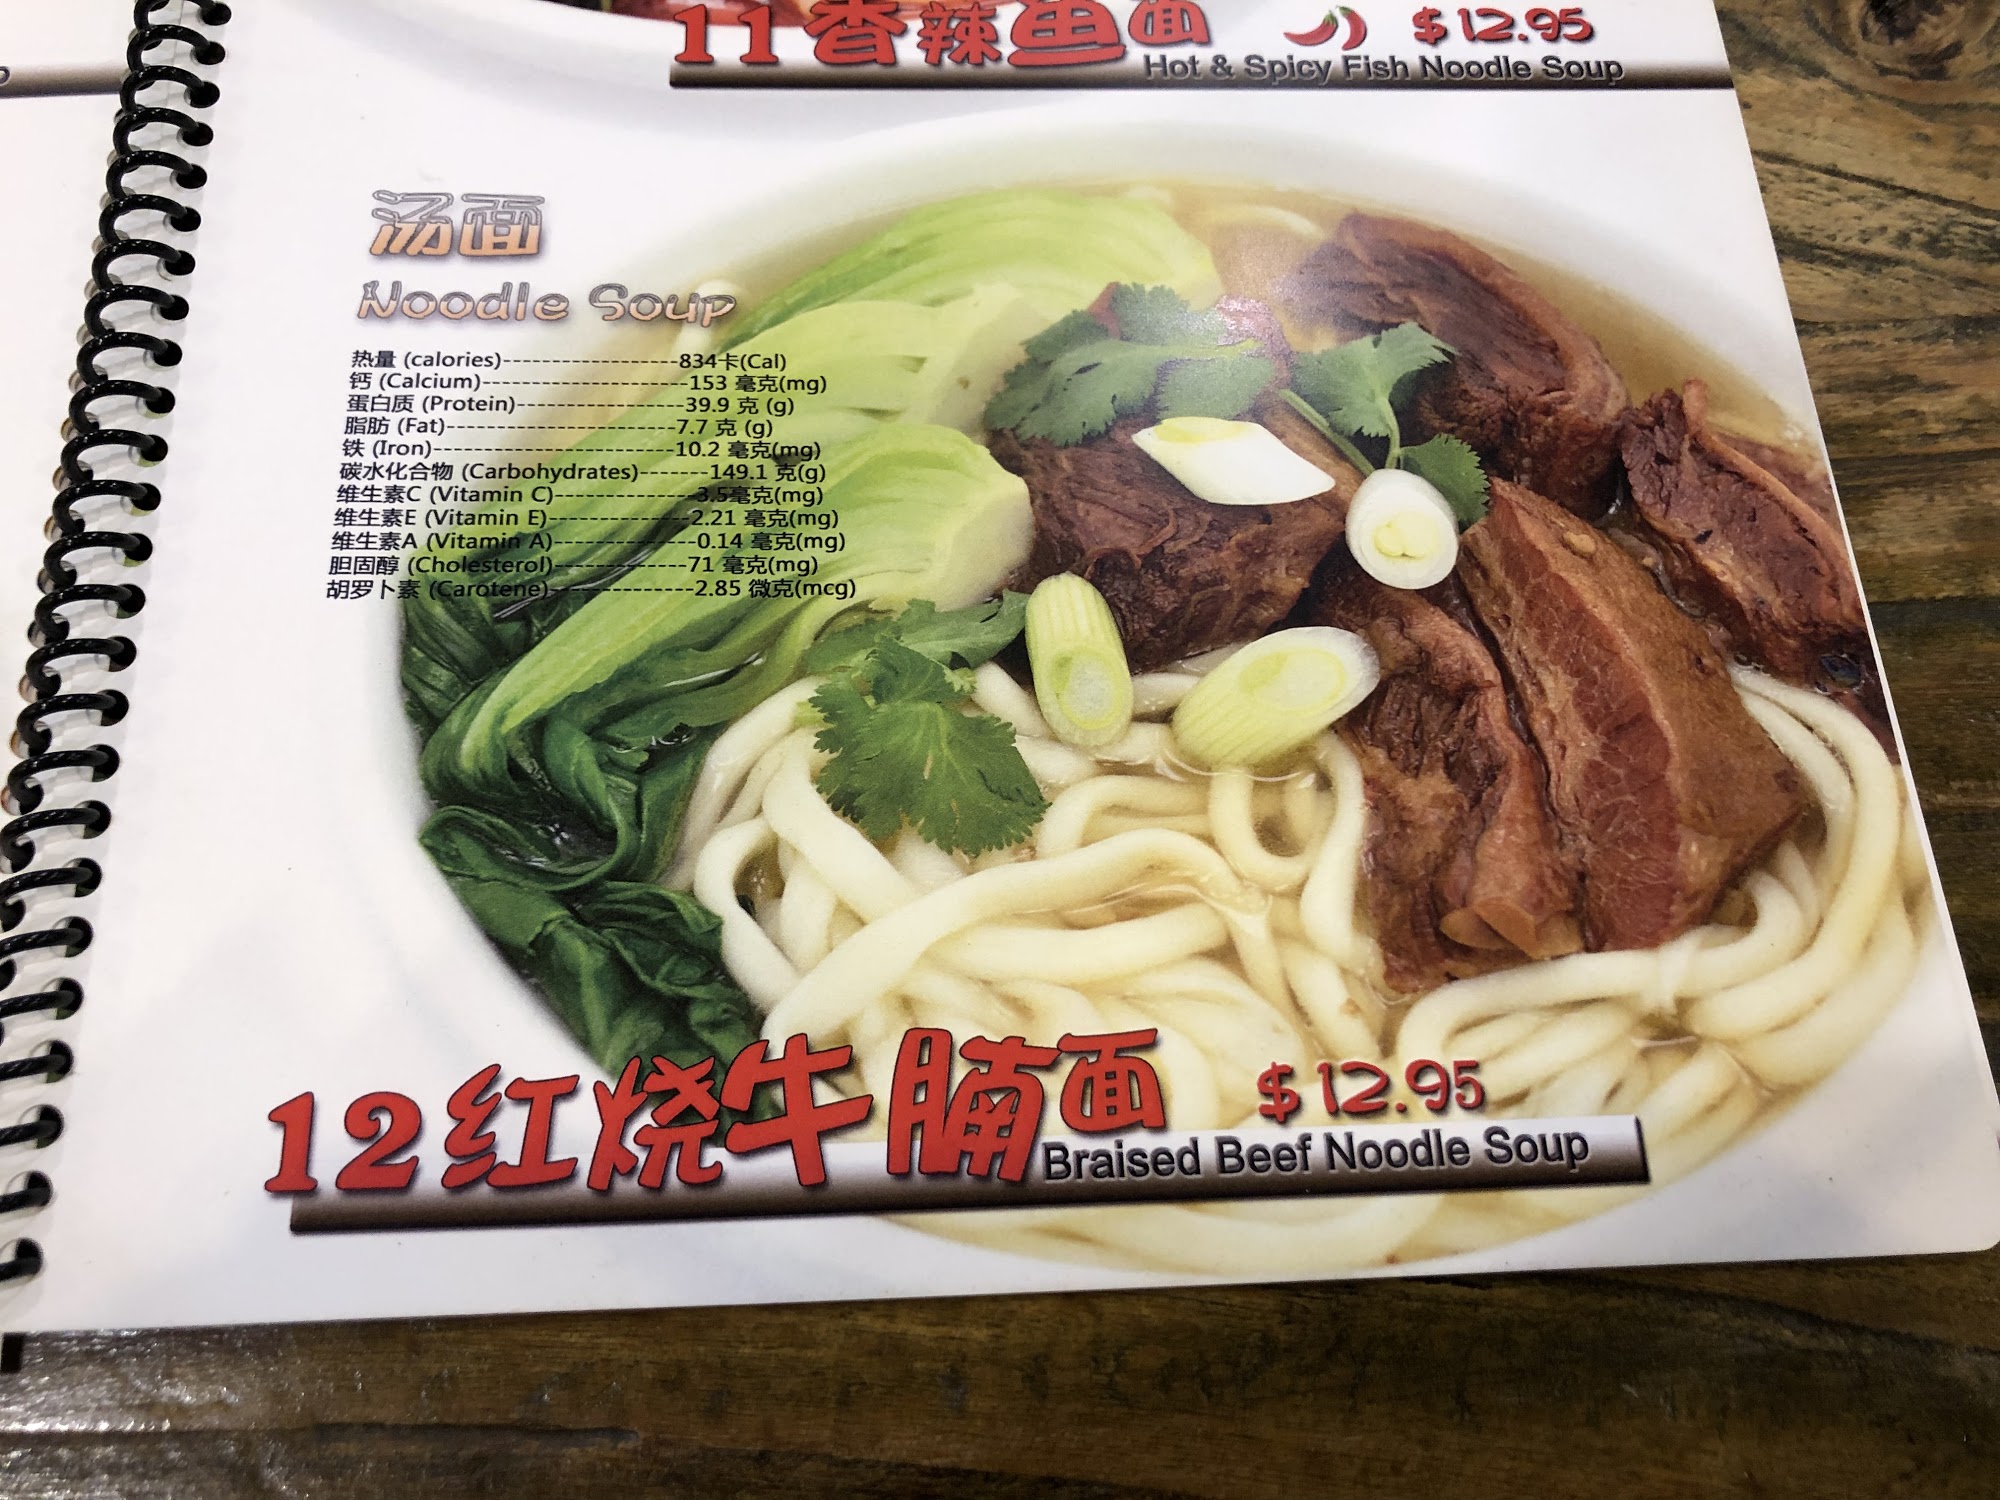 11 香辣鱼面 $12.95
Hot & Spicy Fish Noodle Soup
汤面
Noodle Soup
热量 (calories)------------------834卡(Cal)
钙 (Calcium)---------------------153 毫克(mg)
蛋白质 (Protein)-----------------39.9 克 (g)
脂肪 (Fat)-----------------------7.7 克 (g)
铁 (Iron)------------------------10.2 毫克(mg)
碳水化合物 (Carbohydrates)-------149.1 克(g)
维生素C (Vitamin C)--------------3.5毫克(mg)
维生素E (Vitamin E)--------------2.21 毫克(mg)
维生素A (Vitamin A)--------------0.14 毫克(mg)
胆固醇 (Cholesterol)-------------71 毫克(mg)
胡罗卜素 (Carotene)--------------2.85 微克(mcg)
12 红烧牛腩面 $12.95
Braised Beef Noodle Soup